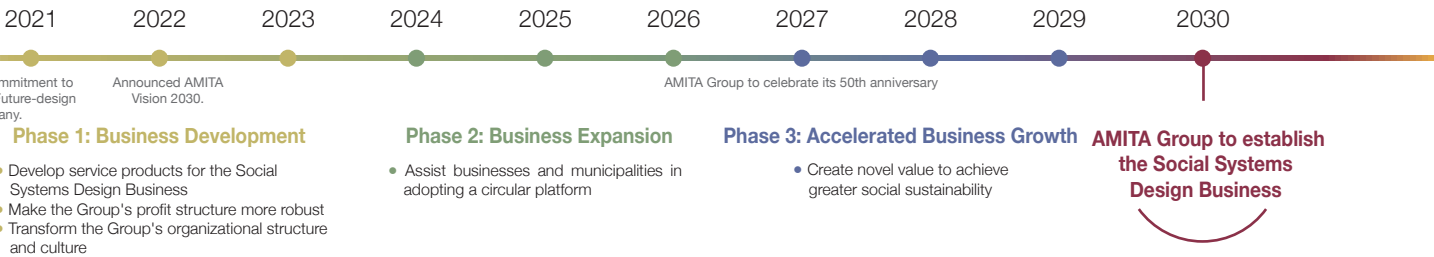 2021 2022 2023 2024 2025 2026 2027 2028 2029 2030
to
Announced AMITA
Vision 2030.
future-design
AMITA Group to celebrate its 50th anniversary
Phase 1: Business Development
• Develop service products for the Social
Systems Design Business
• Make the Group's profit structure more robust
• Transform the Group's organizational structure
and culture
Phase 2: Business Expansion
• Assist businesses and municipalities in
adopting a circular platform
Phase 3: Accelerated Business Growth
• Create novel value to achieve
greater social sustainability
AMITA Group to establish
the Social Systems
Design Business